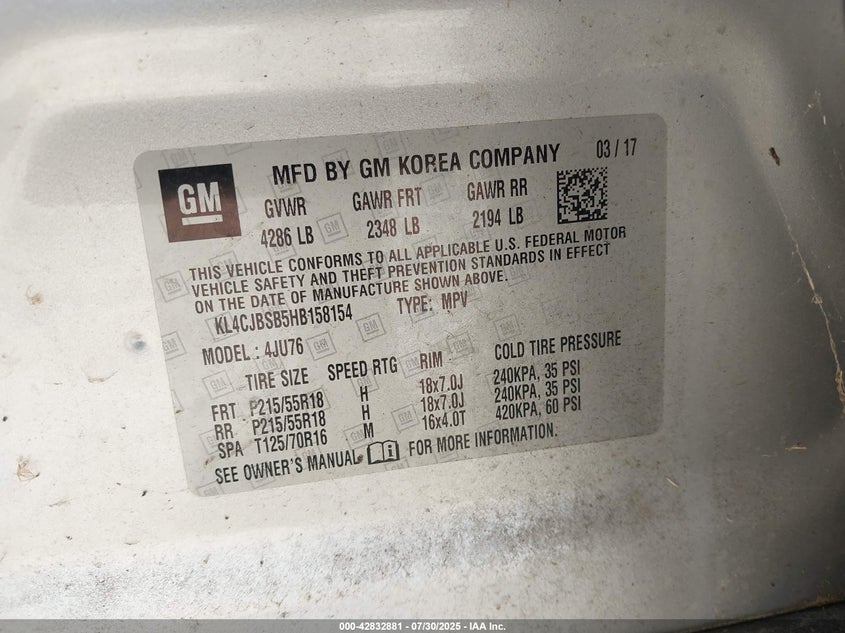 GM
MFD BY GM KOREA COMPANY 03 / 17
GVWR GAWR FRT GAWR RR
4286 LB 2348 LB 2194 LB
THIS VEHICLE CONFORMS TO ALL APPLICABLE U.S. FEDERAL MOTOR
VEHICLE SAFETY AND THEFT PREVENTION STANDARDS IN EFFECT
ON THE DATE OF MANUFACTURE SHOWN ABOVE.
KL4CJBSB5HB158154 TYPE: MPV
MODEL : 4JU76
TIRE SIZE SPEED RTG RIM COLD TIRE PRESSURE
FRT P215/55R18 H 18x7.0J 240KPA, 35 PSI
RR P215/55R18 H 18x7.0J 240KPA, 35 PSI
SPA T125/70R16 M 16x4.0T 420KPA, 60 PSI
SEE OWNER'S MANUAL FOR MORE INFORMATION.
000-42832881 - 07/30/2025 - IAA Inc.